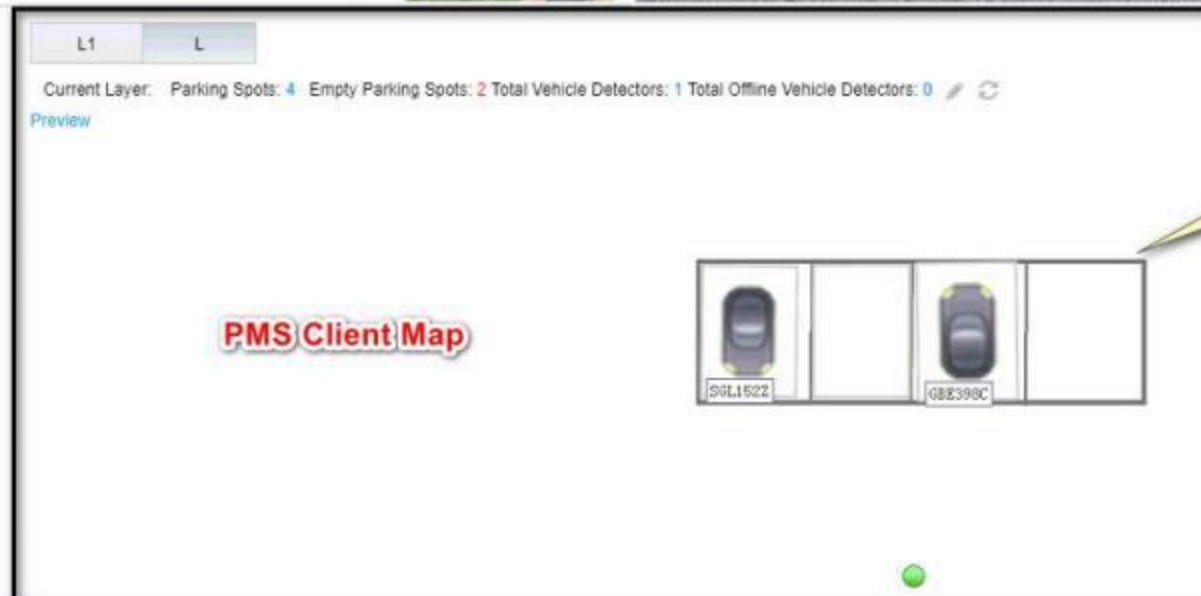 L1 L
Current Layer: Parking Spots: 4 Empty Parking Spots: 2 Total Vehicle Detectors: 1 Total Offline Vehicle Detectors: 0
Preview
PMS Client Map
SGL152Z GBE398C